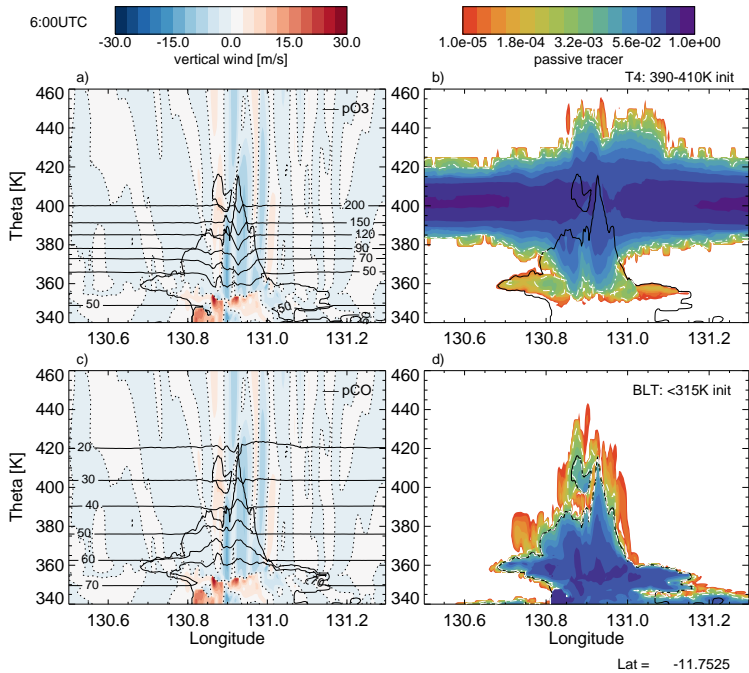 6:00UTC
-30.0 -15.0 0.0 15.0 30.0
vertical wind [m/s]
1.0e-05 1.8e-04 3.2e-03 5.6e-02 1.0e+00
passive tracer
a)
pO3
460
440
420
400
380
360
340
Theta [K]
200
150
120
90
70
50
50
50
130.6 130.8 131.0 131.2
b)
T4: 390-410K init
460
440
420
400
380
360
340
130.6 130.8 131.0 131.2
c)
pCO
460
440
420
400
380
360
340
Theta [K]
20
30
40
50
60
70
130.6 130.8 131.0 131.2
Longitude
d)
BLT: <315K init
460
440
420
400
380
360
340
130.6 130.8 131.0 131.2
Longitude
Lat = -11.7525